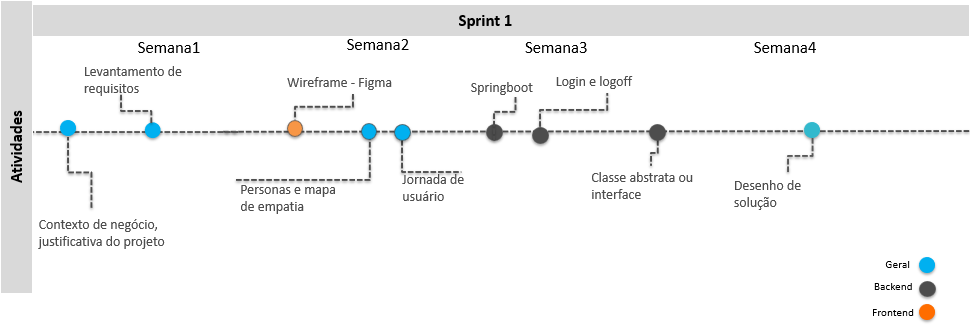 Sprint 1
Semana1
Semana2
Semana3
Semana4
Atividades
Levantamento de
requisitos
Wireframe - Figma
Springboot
Login e logoff
Contexto de negócio,
justificativa do projeto
Personas e mapa
de empatia
Jornada de
usuário
Classe abstrata ou
interface
Desenho de
solução
Geral
Backend
Frontend